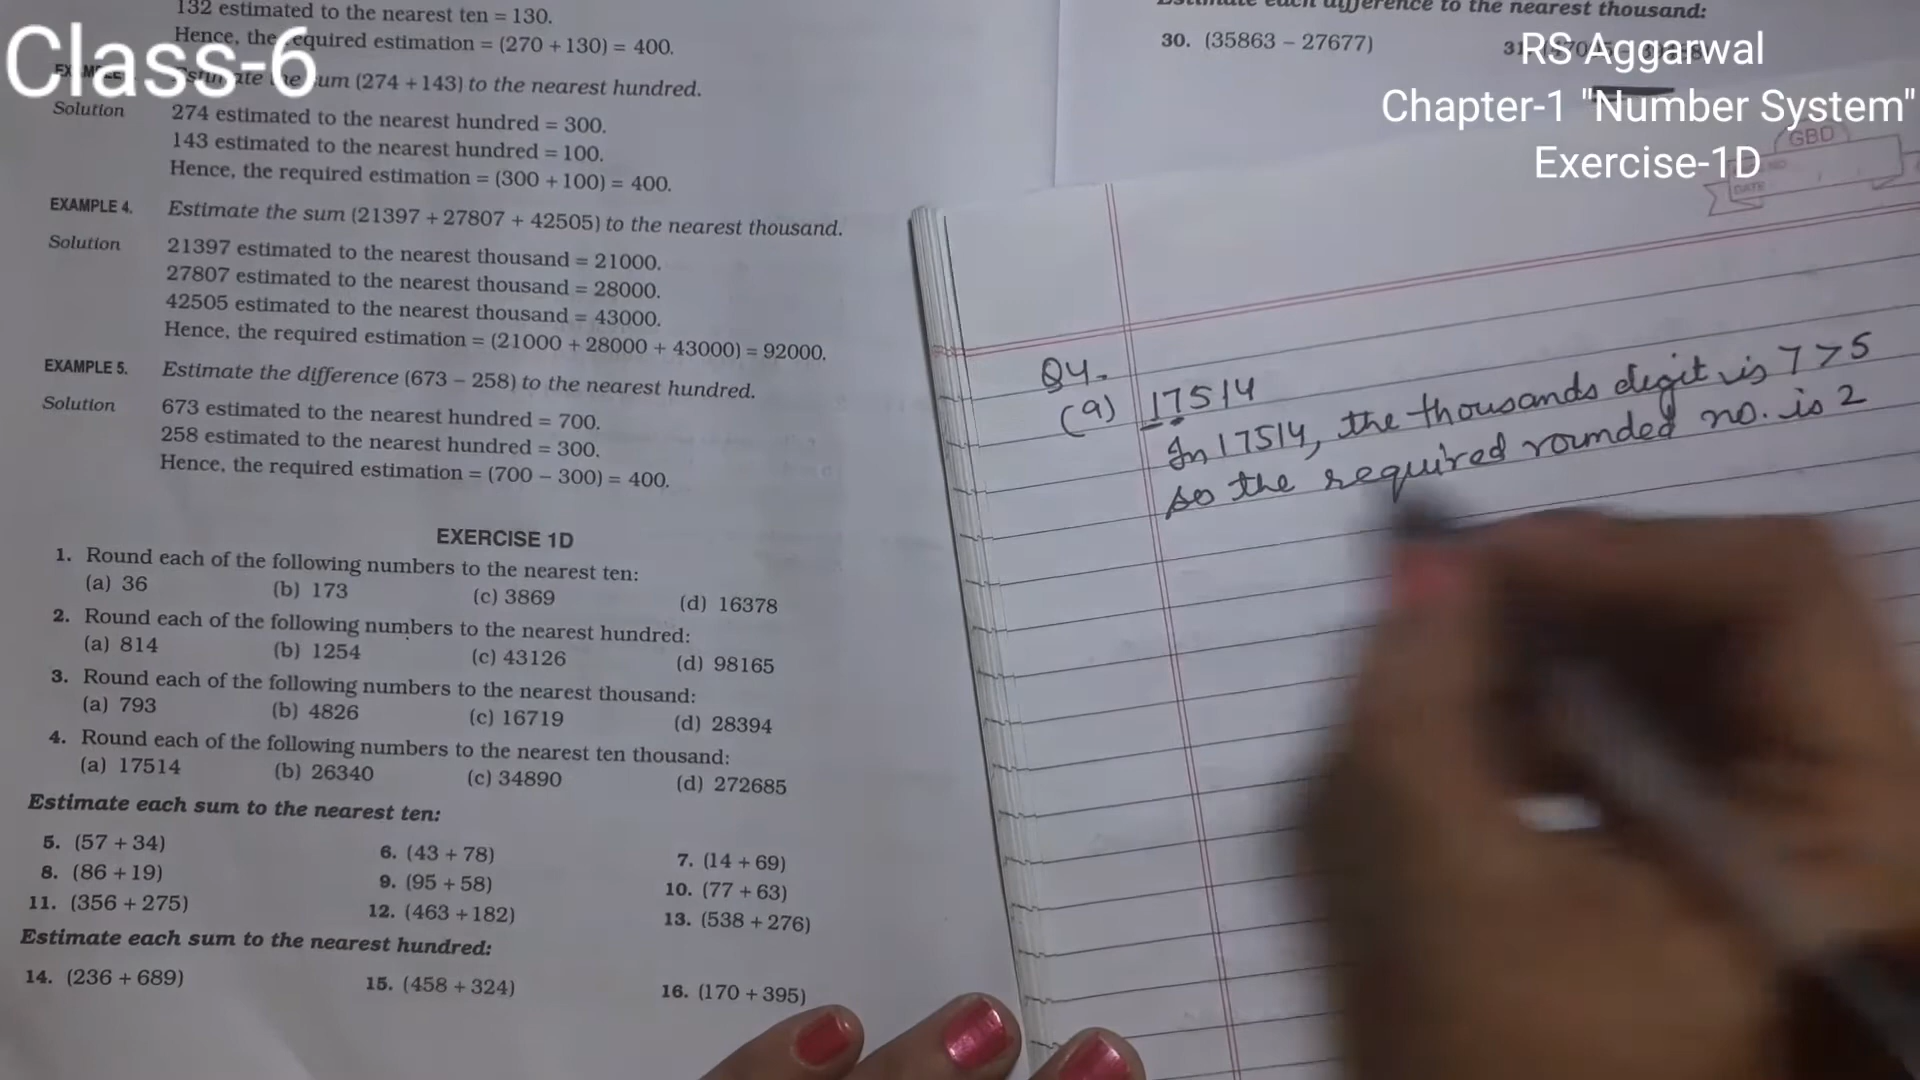 132 estimated to the nearest ten = 130.
Hence, the required estimation = (270 + 130) = 400.
Class-6
Estimate the sum (274 + 143) to the nearest hundred.
Solution
274 estimated to the nearest hundred = 300.
143 estimated to the nearest hundred = 100.
Hence, the required estimation = (300 + 100) = 400.
EXAMPLE 4. Estimate the sum (21397 + 27807 + 42505) to the nearest thousand.
Solution
21397 estimated to the nearest thousand = 21000.
27807 estimated to the nearest thousand = 28000.
42505 estimated to the nearest thousand = 43000.
Hence, the required estimation = (21000 + 28000 + 43000) = 92000.
EXAMPLE 5. Estimate the difference (673 – 258) to the nearest hundred.
Solution
673 estimated to the nearest hundred = 700.
258 estimated to the nearest hundred = 300.
Hence, the required estimation = (700 – 300) = 400.
EXERCISE 1D
1. Round each of the following numbers to the nearest ten:
(a) 36 (b) 173 (c) 3869 (d) 16378
2. Round each of the following numbers to the nearest hundred:
(a) 814 (b) 1254 (c) 43126 (d) 98165
3. Round each of the following numbers to the nearest thousand:
(a) 793 (b) 4826 (c) 16719 (d) 28394
4. Round each of the following numbers to the nearest ten thousand:
(a) 17514 (b) 26340 (c) 34890 (d) 272685
Estimate each sum to the nearest ten:
5. (57 + 34) 6. (43 + 78) 7. (14 + 69)
8. (86 + 19) 9. (95 + 58) 10. (77 + 63)
11. (356 + 275) 12. (463 + 182) 13. (538 + 276)
Estimate each sum to the nearest hundred:
14. (236 + 689) 15. (458 + 324) 16. (170 + 395)
Estimate each difference to the nearest thousand:
30. (35863 – 27677)
RS Aggarwal
Chapter-1 "Number System"
Exercise-1D
GBD
DATE
Q4.
(a) 17514
In 17514, the thousands digit is 7 > 5
so the required rounded no. is 2